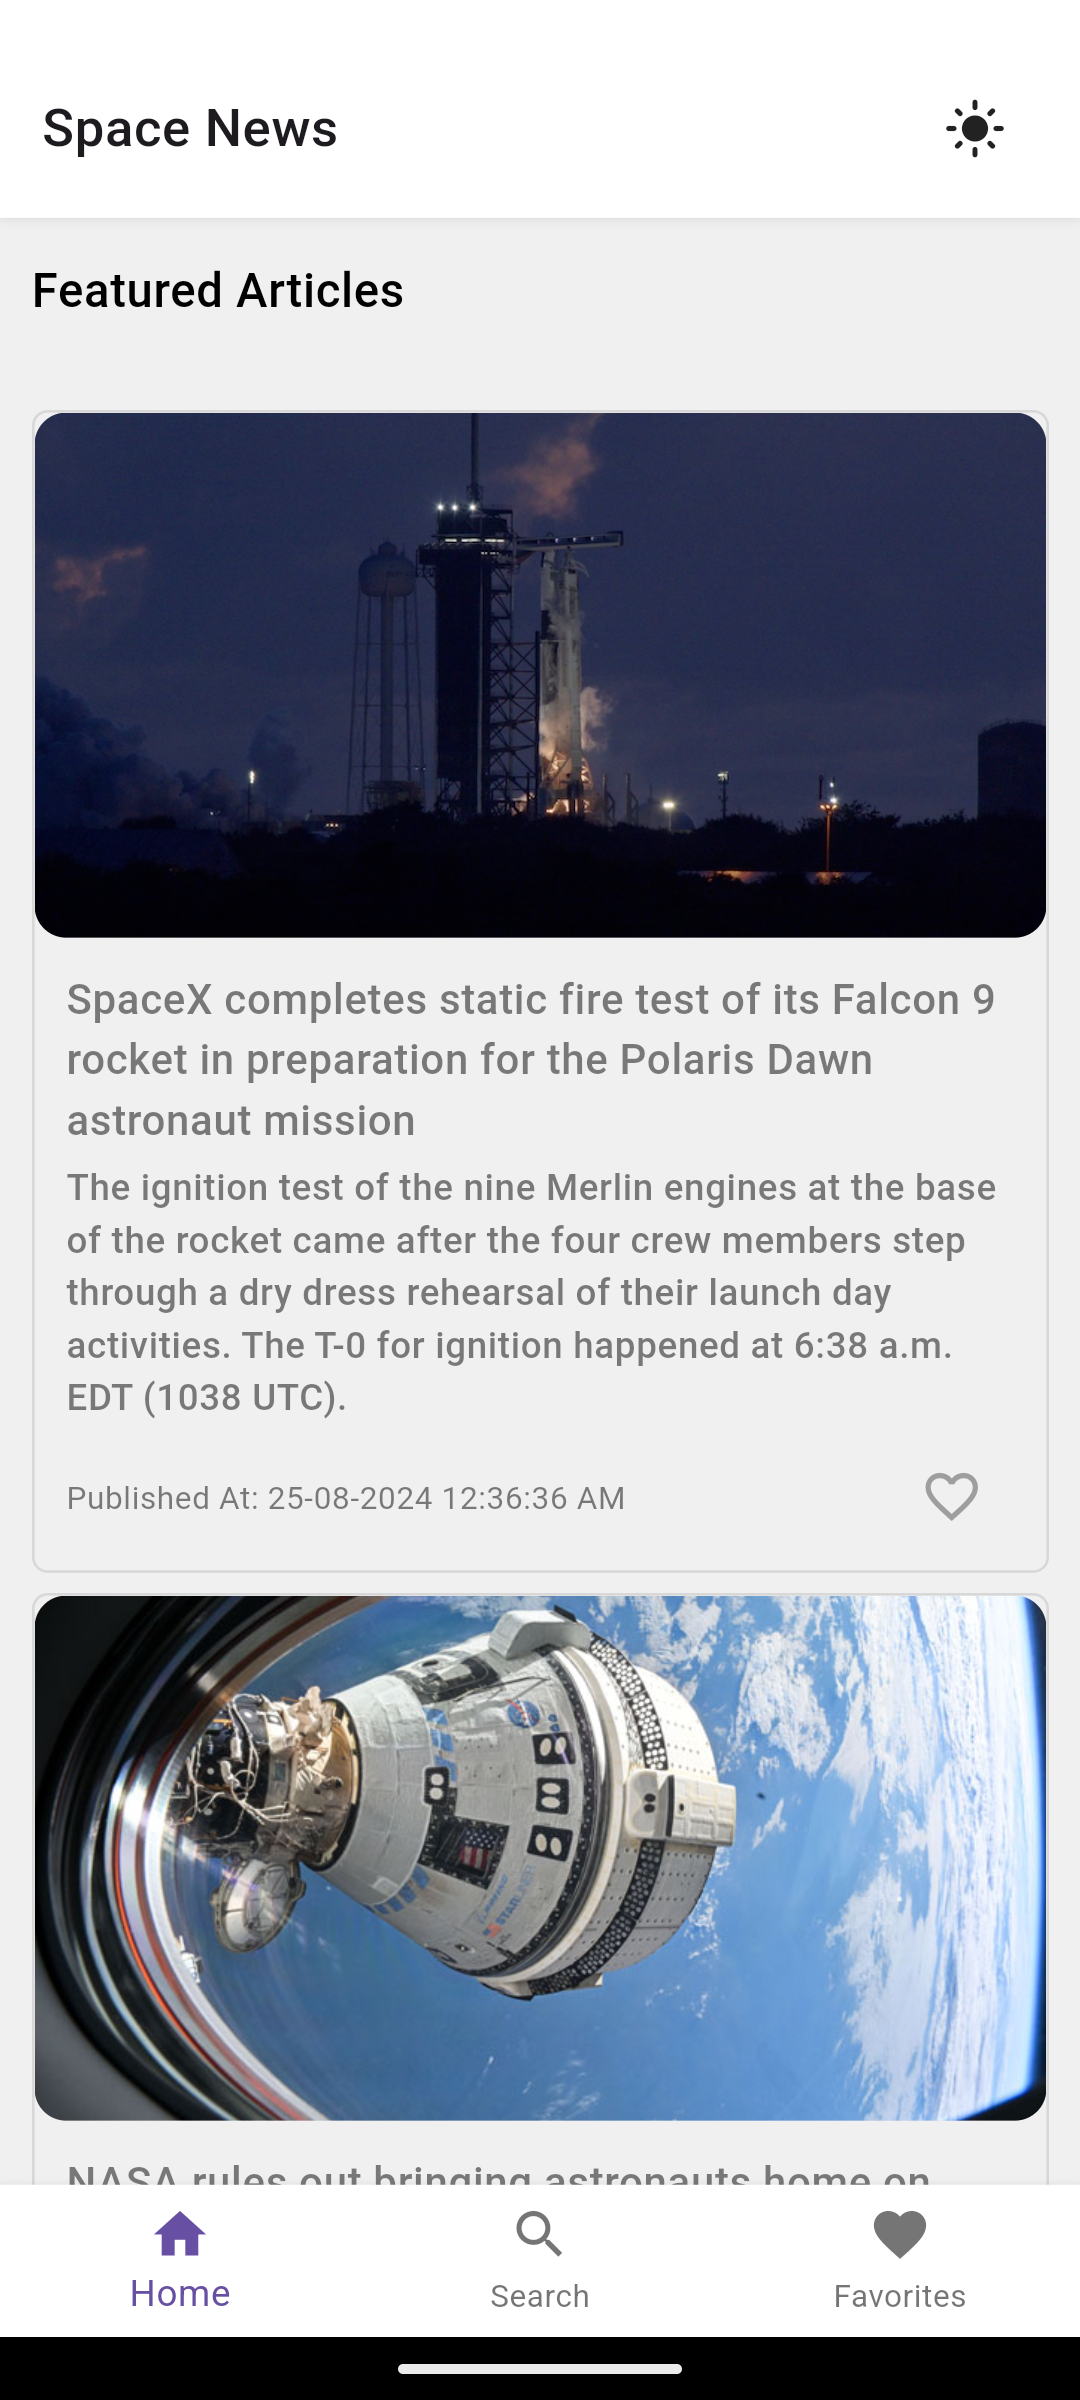 Space News
Featured Articles
SpaceX completes static fire test of its Falcon 9
rocket in preparation for the Polaris Dawn
astronaut mission
The ignition test of the nine Merlin engines at the base
of the rocket came after the four crew members step
through a dry dress rehearsal of their launch day
activities. The T-0 for ignition happened at 6:38 a.m.
EDT (1038 UTC).
Published At: 25-08-2024 12:36:36 AM
STARLINER
NASA rules out bringing astronauts home on
Home
Search
Favorites